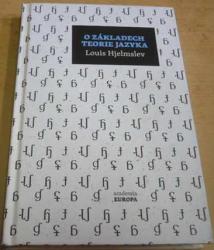 O ZÁKLADECH
TEORIE JAZYKA
Louis Hjelmslev
academia
EUROPA